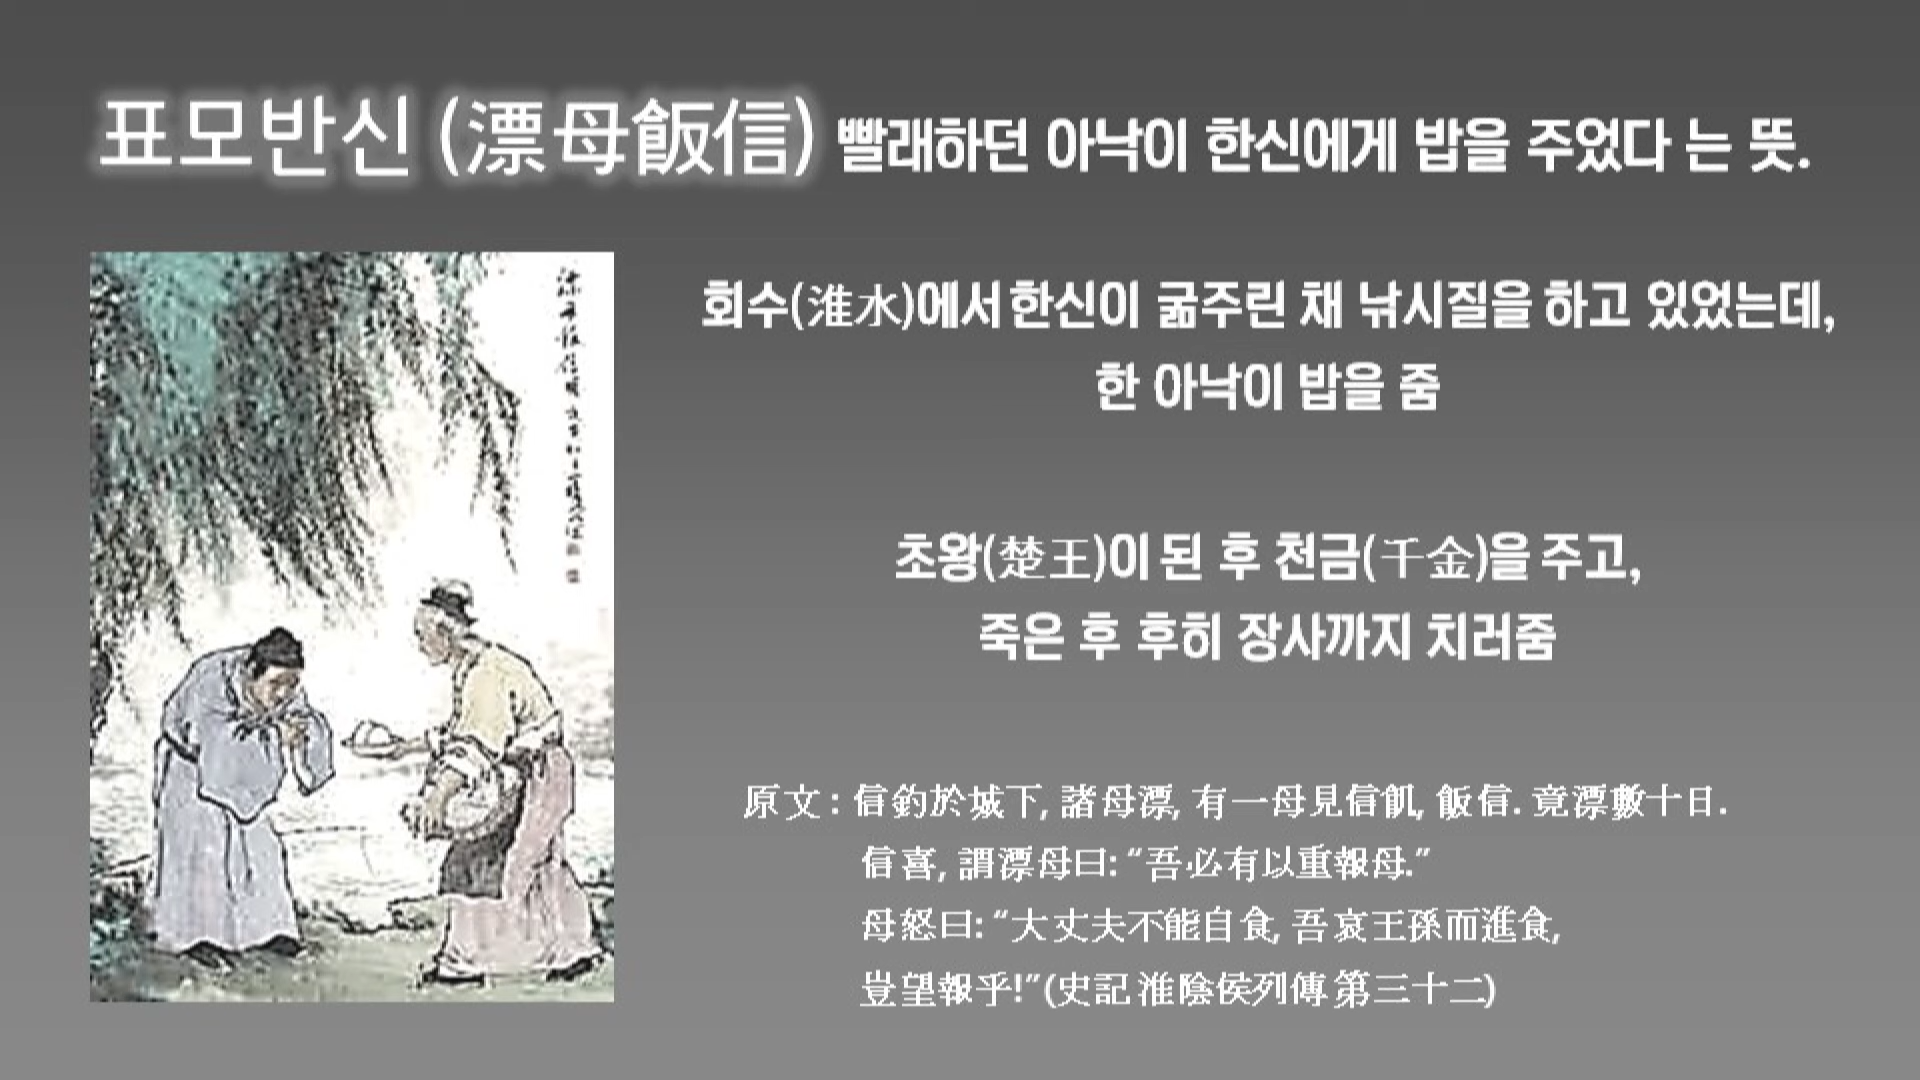 표모반신 (漂母飯信) 빨래하던 아낙이 한신에게 밥을 주었다 는 뜻.
회수(淮水)에서 한신이 굶주린 채 낚시질을 하고 있었는데,
한 아낙이 밥을 줌
초왕(楚王)이 된 후 천금(千金)을 주고,
죽은 후 후히 장사까지 치러줌
原文 : 信釣於城下, 諸母漂, 有一母見信飢, 飯信. 竟漂數十日.
信喜, 謂漂母曰: “吾必有以重報母.”
母怒曰: “大丈夫不能自食, 吾哀王孫而進食,
豈望報乎!”(史記 淮陰侯列傳 第三十二)